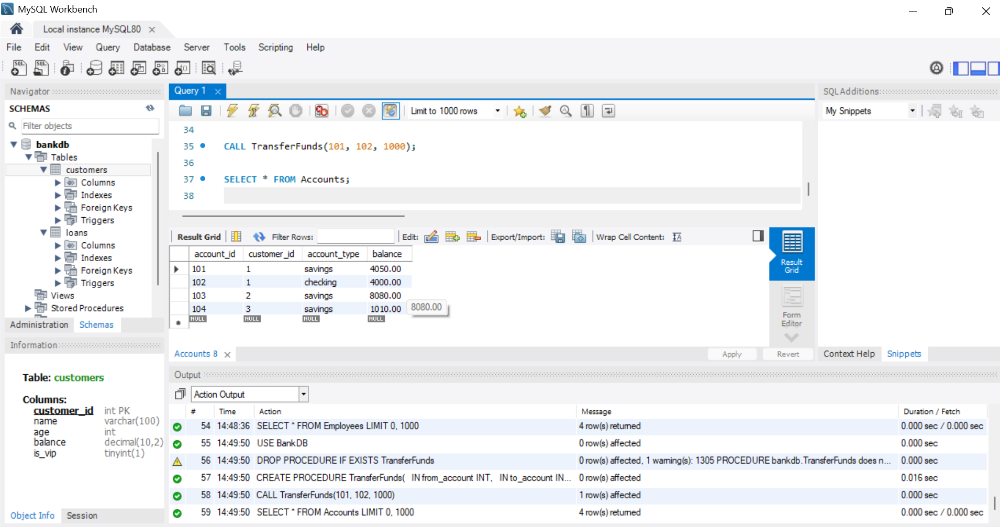 MySQL Workbench
Local instance MySQL80
File Edit View Query Database Server Tools Scripting Help
Navigator
SCHEMAS
Filter objects
bankdb
Tables
customers
Columns
Indexes
Foreign Keys
Triggers
loans
Columns
Indexes
Foreign Keys
Triggers
Views
Stored Procedures
Administration Schemas
Information
Table: customers
Columns:
customer_id int PK
name varchar(100)
age int
balance decimal(10,2)
is_vip tinyint(1)
Object Info Session
Query 1
Limit to 1000 rows
34
35 CALL TransferFunds(101, 102, 1000);
36
37 SELECT * FROM Accounts;
38
Result Grid Filter Rows: Edit: Export/Import: Wrap Cell Content:
account_id customer_id account_type balance
101 1 savings 4050.00
102 1 checking 4000.00
103 2 savings 8080.00
104 3 savings 1010.00
NULL NULL NULL NULL
8080.00
Result
Grid
Form
Editor
Accounts 8
Apply Revert
SQLAdditions
My Snippets
Context Help Snippets
Output
Action Output
# Time Action Message Duration / Fetch
54 14:48:36 SELECT * FROM Employees LIMIT 0, 1000 4 row(s) returned 0.000 sec / 0.000 sec
55 14:49:50 USE BankDB 0 row(s) affected 0.000 sec
56 14:49:50 DROP PROCEDURE IF EXISTS TransferFunds 0 row(s) affected, 1 warning(s): 1305 PROCEDURE bankdb.TransferFunds does n... 0.000 sec
57 14:49:50 CREATE PROCEDURE TransferFunds( IN from_account INT, IN to_account IN... 0 row(s) affected 0.016 sec
58 14:49:50 CALL TransferFunds(101, 102, 1000) 1 row(s) affected 0.000 sec
59 14:49:50 SELECT * FROM Accounts LIMIT 0, 1000 4 row(s) returned 0.000 sec / 0.000 sec